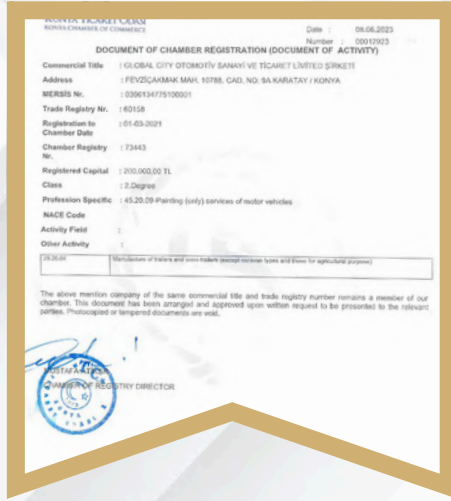 KONYA TİCARET ODASI
KONYA CHAMBER OF COMMERCE
Date : 08.06.2023
Number : 00012923
DOCUMENT OF CHAMBER REGISTRATION (DOCUMENT OF ACTIVITY)
Commercial Title : GLOBAL CITY OTOMOTİV SANAYİ VE TİCARET LİMİTED ŞİRKETİ
Address : FEVZİÇAKMAK MAH. 10788. CAD. NO: 9A KARATAY / KONYA
MERSİS Nr. : 0396134775100001
Trade Registry Nr. : 60158
Registration to Chamber Date : 01-03-2021
Chamber Registry Nr. : 73443
Registered Capital : 200.000,00 TL
Class : 2.Degree
Profession Specific : 45.20.09-Painting (only) services of motor vehicles
NACE Code
Activity Field :
Other Activity :
Manufacture of trailers and semi-trailers (except caravan types and those for agricultural purpose)
The above mention company of the same commercial title and trade registry number remains a member of our
chamber. This document has been arranged and approved upon written request to be presented to the relevant
parties. Photocopied or tampered documents are void.
MUSTAFA
CHAMBER OF REGISTRY DIRECTOR